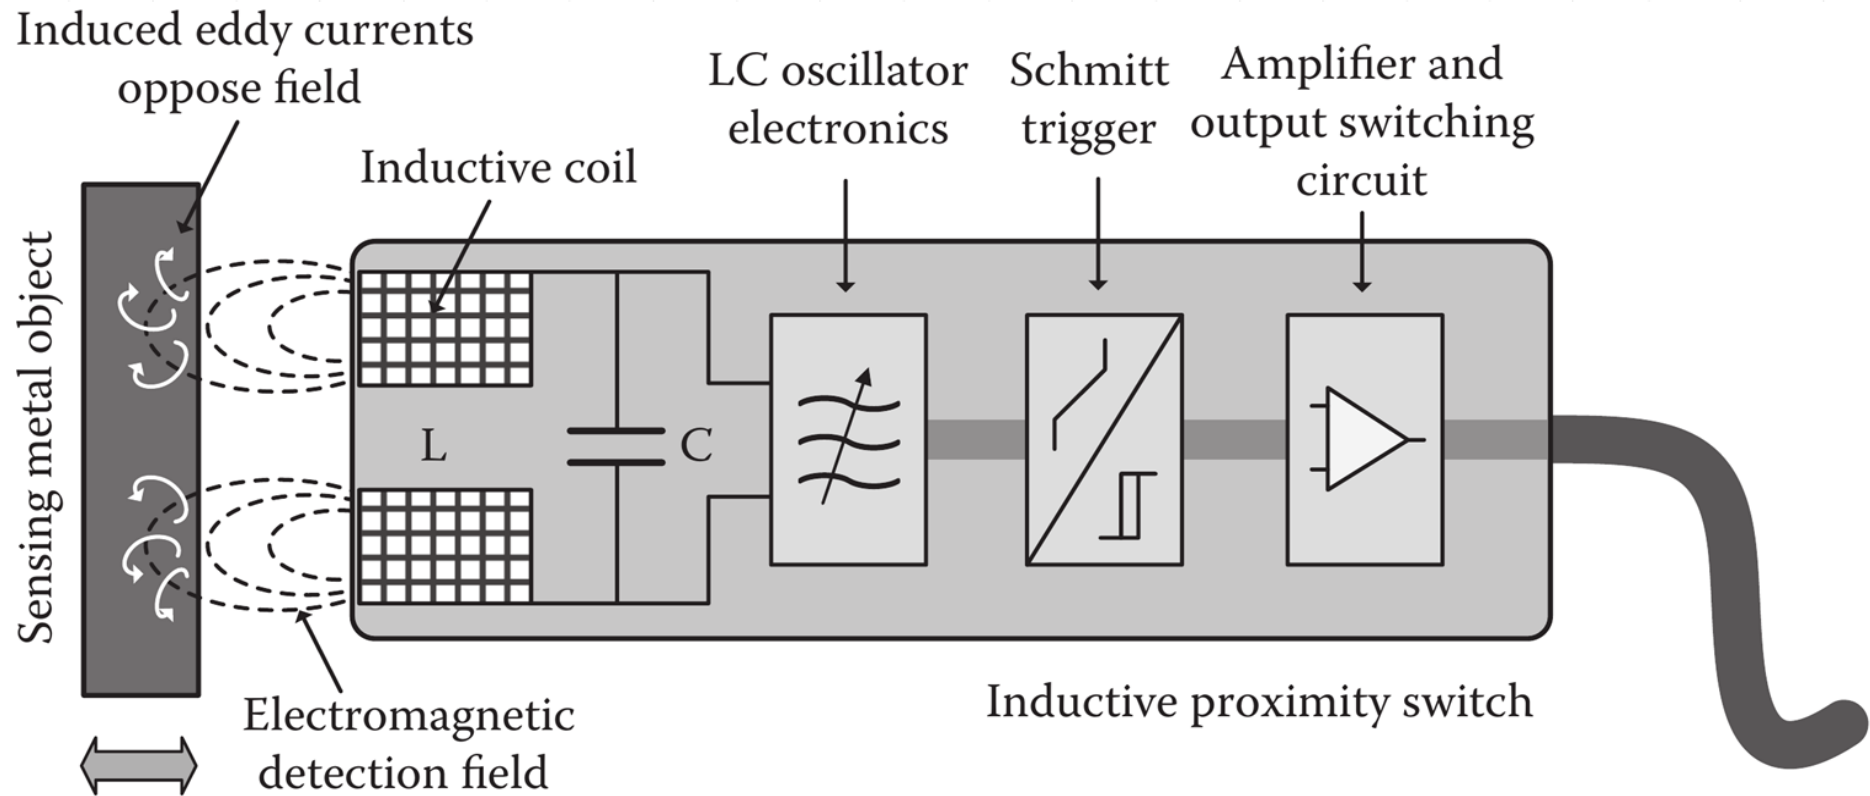 Induced eddy currents
oppose field
Inductive coil
LC oscillator
electronics
Schmitt
trigger
Amplifier and
output switching
circuit
Sensing metal object
L
C
Electromagnetic
detection field
Inductive proximity switch